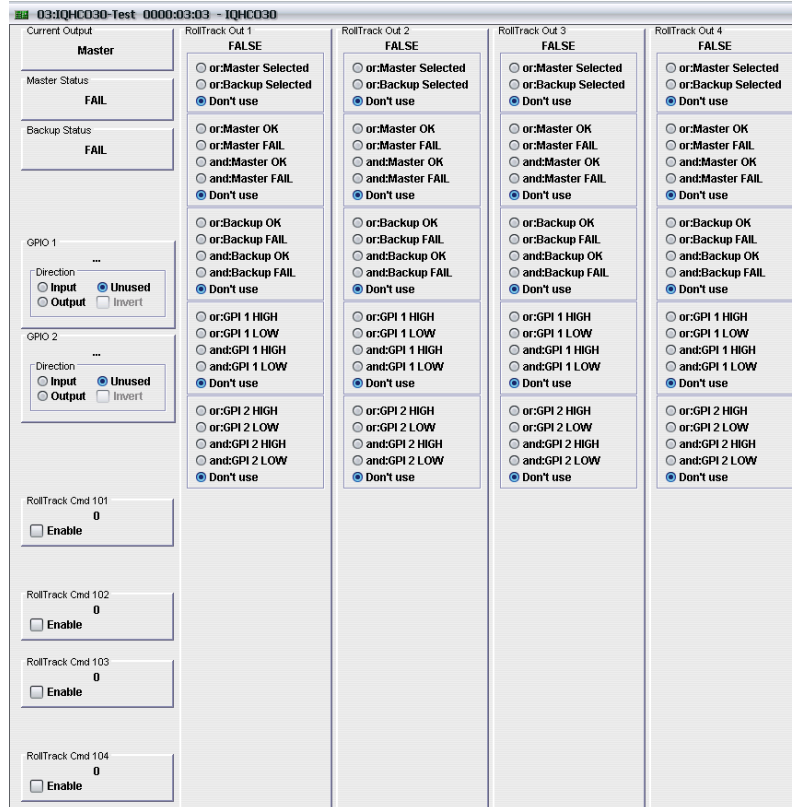 03:IQHCO30-Test 0000:03:03 - IQHCO30
Current Output
Master
Master Status
FAIL
Backup Status
FAIL
GPIO 1
...
Direction
Input Unused
Output Invert
GPIO 2
...
Direction
Input Unused
Output Invert
RollTrack Cmd 101
0
Enable
RollTrack Cmd 102
0
Enable
RollTrack Cmd 103
0
Enable
RollTrack Cmd 104
0
Enable
RollTrack Out 1
FALSE
or:Master Selected
or:Backup Selected
Don't use
or:Master OK
or:Master FAIL
and:Master OK
and:Master FAIL
Don't use
or:Backup OK
or:Backup FAIL
and:Backup OK
and:Backup FAIL
Don't use
or:GPI 1 HIGH
or:GPI 1 LOW
and:GPI 1 HIGH
and:GPI 1 LOW
Don't use
or:GPI 2 HIGH
or:GPI 2 LOW
and:GPI 2 HIGH
and:GPI 2 LOW
Don't use
RollTrack Out 2
FALSE
or:Master Selected
or:Backup Selected
Don't use
or:Master OK
or:Master FAIL
and:Master OK
and:Master FAIL
Don't use
or:Backup OK
or:Backup FAIL
and:Backup OK
and:Backup FAIL
Don't use
or:GPI 1 HIGH
or:GPI 1 LOW
and:GPI 1 HIGH
and:GPI 1 LOW
Don't use
or:GPI 2 HIGH
or:GPI 2 LOW
and:GPI 2 HIGH
and:GPI 2 LOW
Don't use
RollTrack Out 3
FALSE
or:Master Selected
or:Backup Selected
Don't use
or:Master OK
or:Master FAIL
and:Master OK
and:Master FAIL
Don't use
or:Backup OK
or:Backup FAIL
and:Backup OK
and:Backup FAIL
Don't use
or:GPI 1 HIGH
or:GPI 1 LOW
and:GPI 1 HIGH
and:GPI 1 LOW
Don't use
or:GPI 2 HIGH
or:GPI 2 LOW
and:GPI 2 HIGH
and:GPI 2 LOW
Don't use
RollTrack Out 4
FALSE
or:Master Selected
or:Backup Selected
Don't use
or:Master OK
or:Master FAIL
and:Master OK
and:Master FAIL
Don't use
or:Backup OK
or:Backup FAIL
and:Backup OK
and:Backup FAIL
Don't use
or:GPI 1 HIGH
or:GPI 1 LOW
and:GPI 1 HIGH
and:GPI 1 LOW
Don't use
or:GPI 2 HIGH
or:GPI 2 LOW
and:GPI 2 HIGH
and:GPI 2 LOW
Don't use